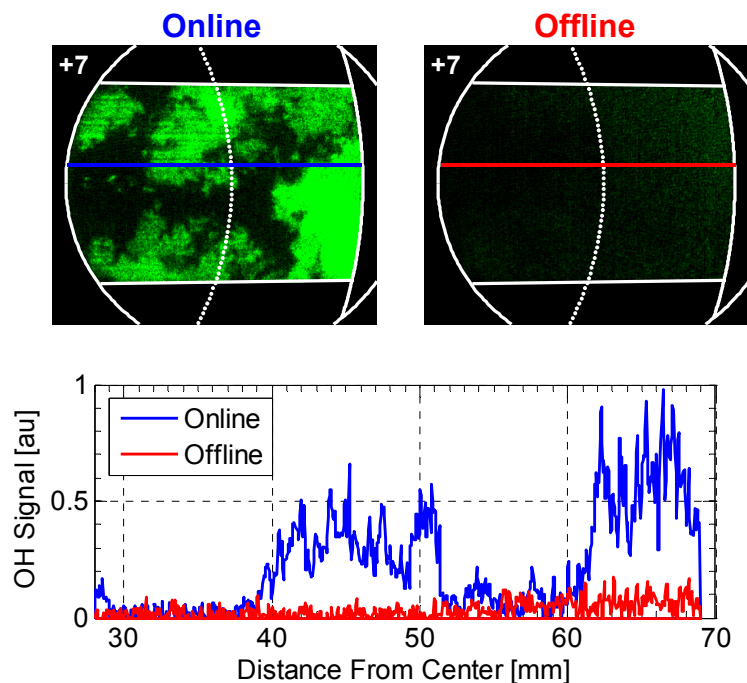 Online
Offline
+7
+7
1
0.5
0
OH Signal [au]
Online
Offline
30
40
50
60
70
Distance From Center [mm]